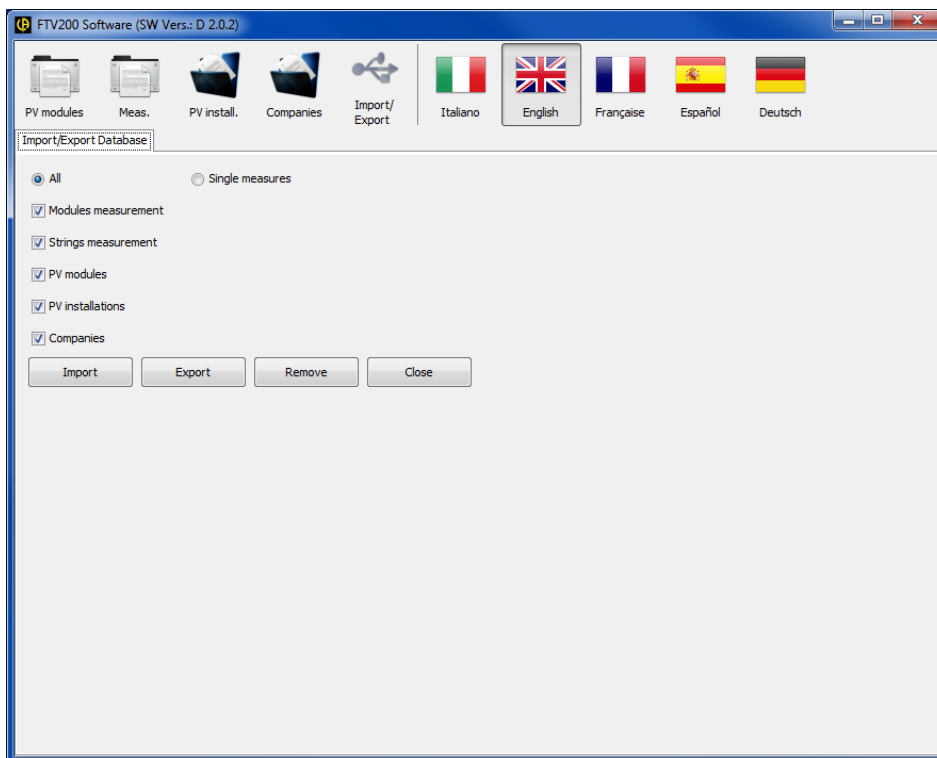 FTV200 Software (SW Vers.: D 2.0.2)
PV modules
Meas.
PV install.
Companies
Import/
Export
Italiano
English
Française
Español
Deutsch
Import/Export Database
All
Single measures
Modules measurement
Strings measurement
PV modules
PV installations
Companies
Import
Export
Remove
Close